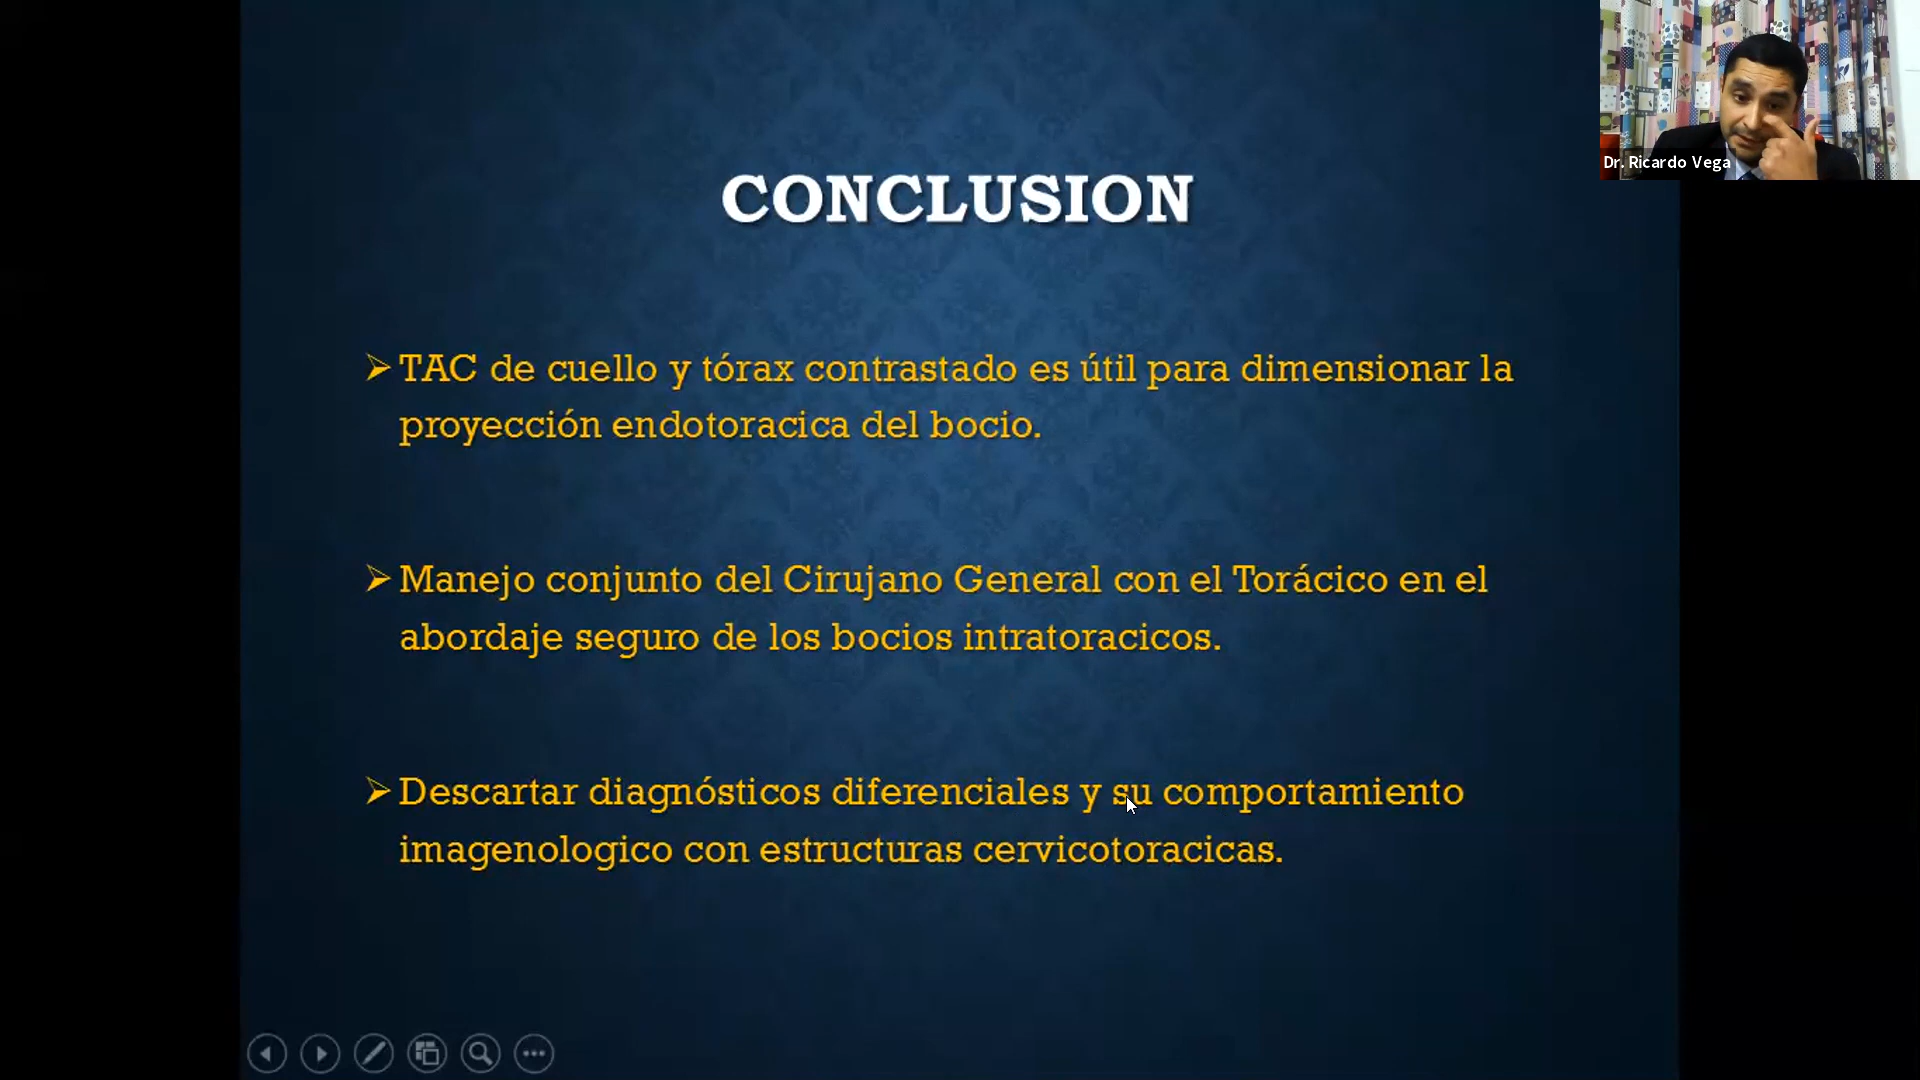 CONCLUSION
TAC de cuello y tórax contrastado es útil para dimensionar la
proyección endotoracica del bocio.
Manejo conjunto del Cirujano General con el Torácico en el
abordaje seguro de los bocios intratoracicos.
Descartar diagnósticos diferenciales y su comportamiento
imagenologico con estructuras cervicotoracicas.
Dr. Ricardo Vega